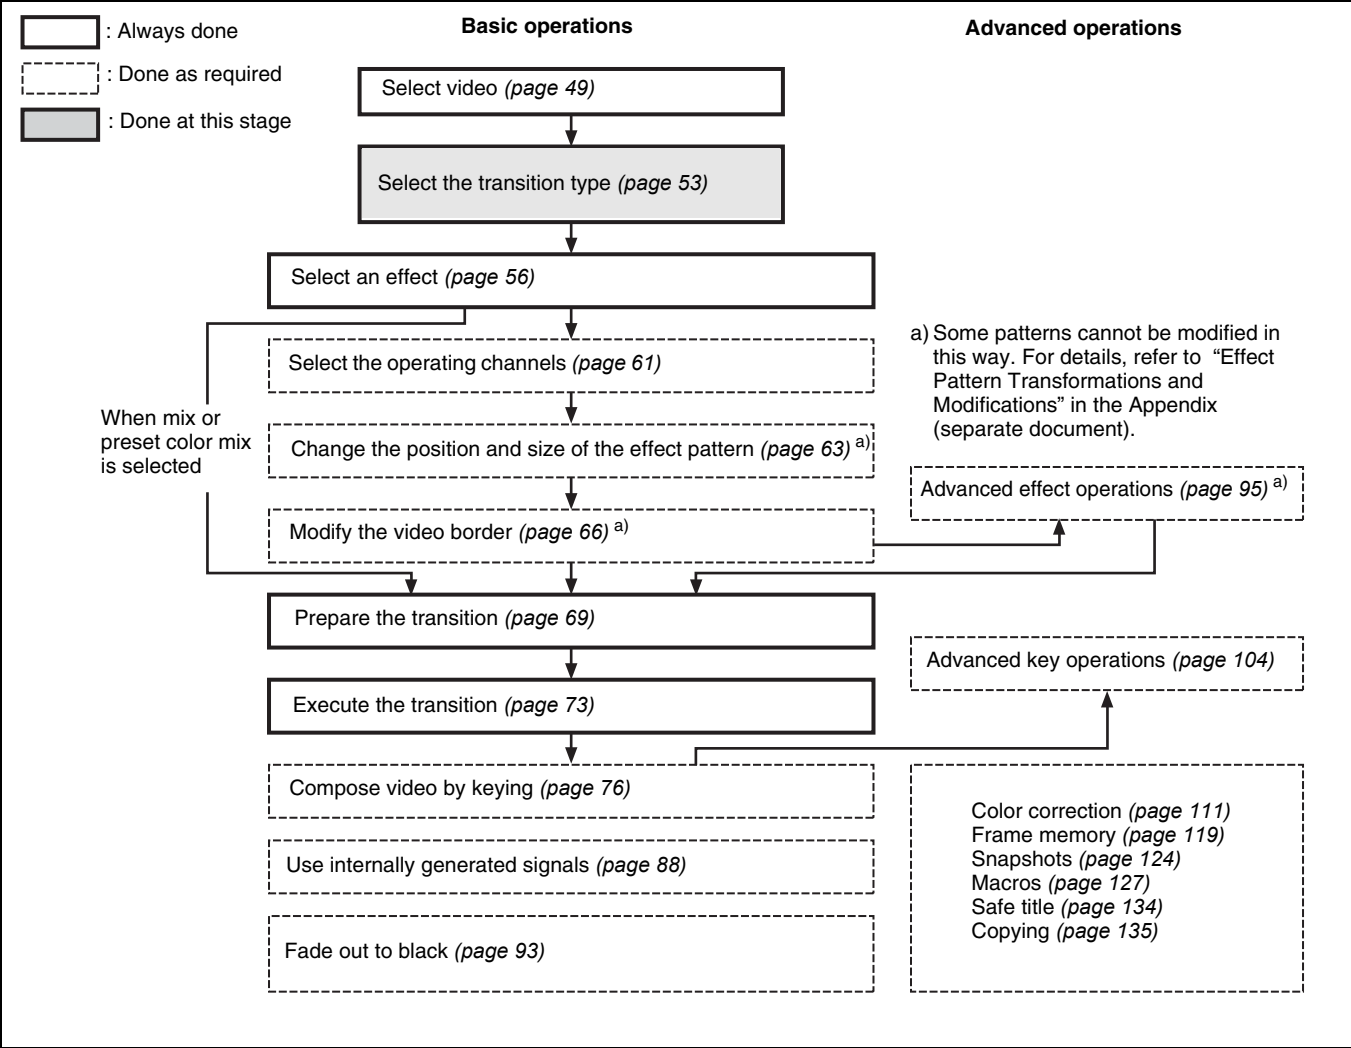 : Always done
: Done as required
: Done at this stage
Basic operations
Advanced operations
Select video (page 49)
Select the transition type (page 53)
Select an effect (page 56)
Select the operating channels (page 61)
When mix or
preset color mix
is selected
Change the position and size of the effect pattern (page 63) a)
Modify the video border (page 66) a)
a) Some patterns cannot be modified in
this way. For details, refer to “Effect
Pattern Transformations and
Modifications” in the Appendix
(separate document).
Advanced effect operations (page 95) a)
Prepare the transition (page 69)
Execute the transition (page 73)
Advanced key operations (page 104)
Compose video by keying (page 76)
Use internally generated signals (page 88)
Fade out to black (page 93)
Color correction (page 111)
Frame memory (page 119)
Snapshots (page 124)
Macros (page 127)
Safe title (page 134)
Copying (page 135)